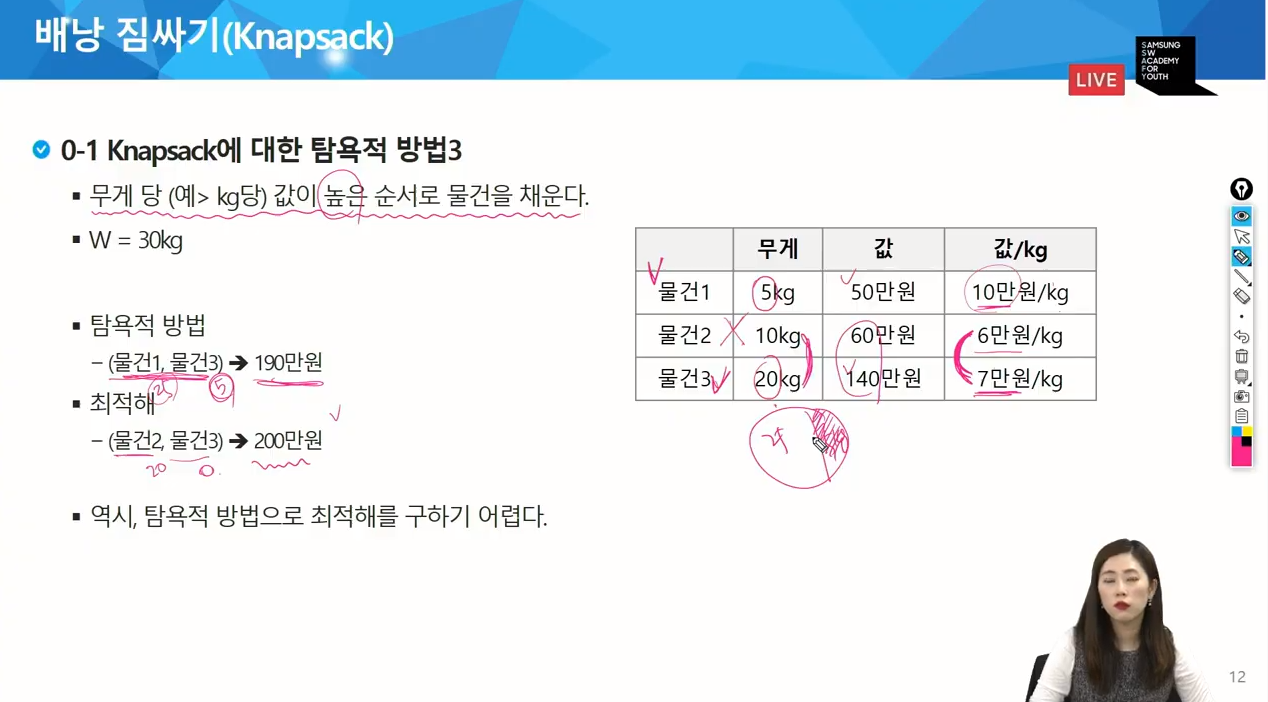 배낭 짐싸기(Knapsack)
SAMSUNG
SW
ACADEMY
FOR
YOUTH
LIVE
0-1 Knapsack에 대한 탐욕적 방법3
▪ 무게 당 (예> kg당) 값이 높은 순서로 물건을 채운다.
▪ W = 30kg
무게 값 값/kg
물건1 5kg 50만원 10만원/kg
물건2 10kg 60만원 6만원/kg
물건3 20kg 140만원 7만원/kg
▪ 탐욕적 방법
– (물건1, 물건3) ➔ 190만원
25 5
▪ 최적해
– (물건2, 물건3) ➔ 200만원
▪ 역시, 탐욕적 방법으로 최적해를 구하기 어렵다.
12